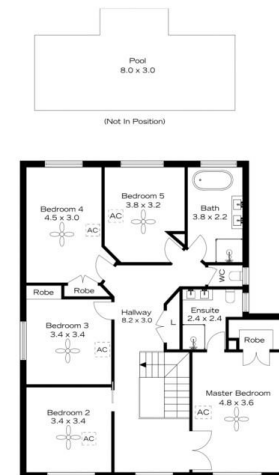 Pool
8.0 x 3.0
(Not In Position)
Bedroom 4
4.5 x 3.0
AC
Bedroom 5
3.8 x 3.2
AC
Bath
3.8 x 2.2
WC
Robe
Robe
Hallway
8.2 x 3.0
L
Ensuite
2.4 x 2.4
Robe
Bedroom 3
3.4 x 3.4
AC
Master Bedroom
4.8 x 3.6
AC
Bedroom 2
3.4 x 3.4
AC